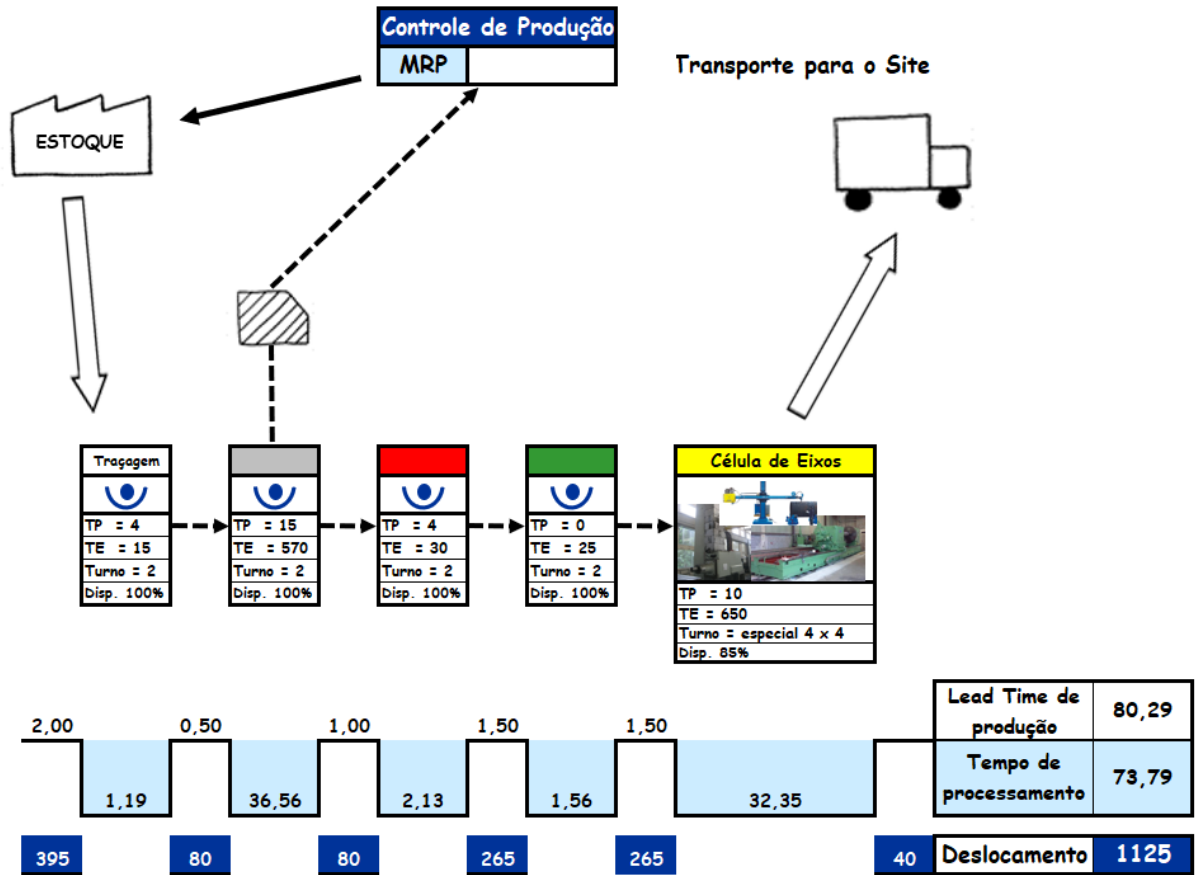 Controle de Produção
MRP
Transporte para o Site
ESTOQUE
Traçagem
TP = 4
TE = 15
Turno = 2
Disp. 100%
TP = 15
TE = 570
Turno = 2
Disp. 100%
TP = 4
TE = 30
Turno = 2
Disp. 100%
TP = 0
TE = 25
Turno = 2
Disp. 100%
Célula de Eixos
TP = 10
TE = 650
Turno = especial 4 x 4
Disp. 85%
2,00 0,50 1,00 1,50 1,50
1,19 36,56 2,13 1,56 32,35
Lead Time de
produção
80,29
Tempo de
processamento
73,79
395 80 80 265 265 40 Deslocamento 1125